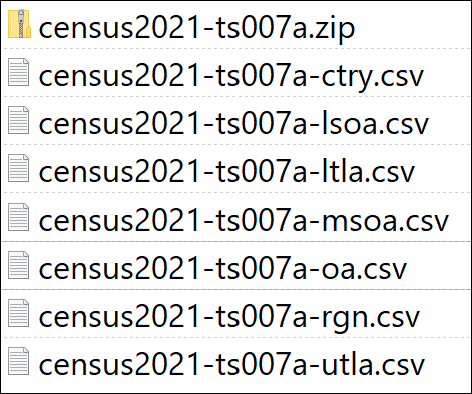 census2021-ts007a.zip
census2021-ts007a-ctry.csv
census2021-ts007a-lsoa.csv
census2021-ts007a-ltla.csv
census2021-ts007a-msoa.csv
census2021-ts007a-oa.csv
census2021-ts007a-rgn.csv
census2021-ts007a-utla.csv